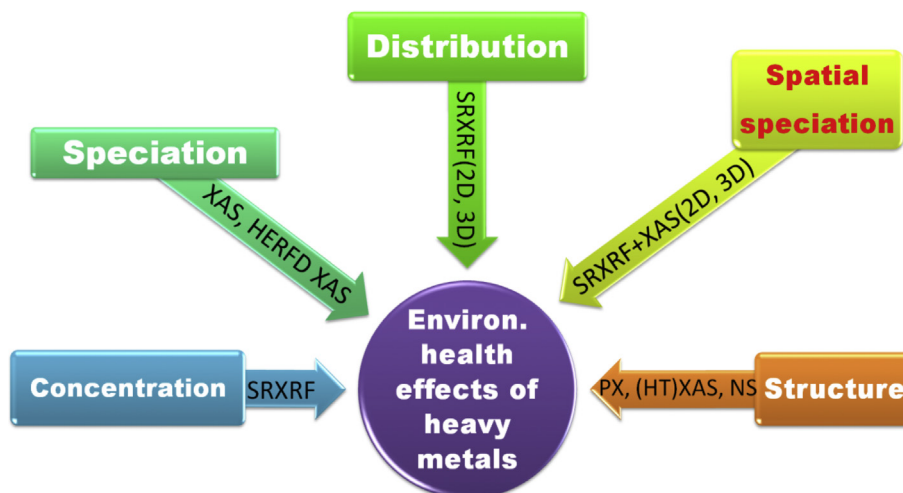 Distribution
SRXRF(2D, 3D)
Spatial
speciation
SRXRF+XAS(2D, 3D)
Speciation
XAS, HERFD XAS
Environ.
health
effects of
heavy
metals
Concentration
SRXRF
PX, (HT)XAS, NS
Structure